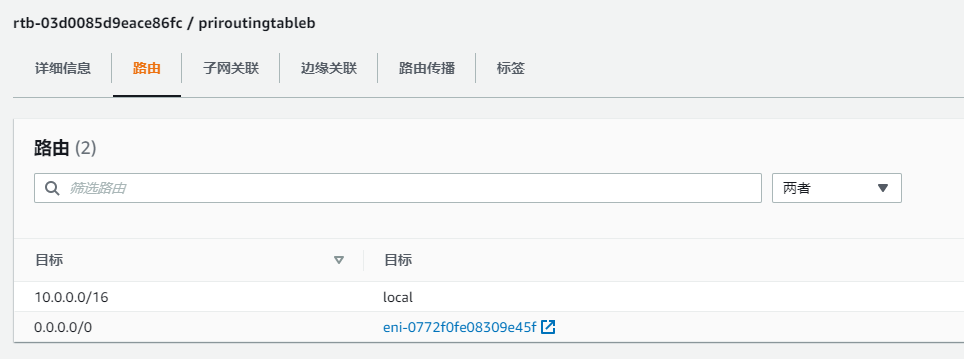 rtb-03d0085d9eace86fc / priroutingtableb
详细信息 路由 子网关联 边缘关联 路由传播 标签
路由 (2)
筛选路由 两者
目标 目标
10.0.0.0/16 local
0.0.0.0/0 eni-0772f0fe08309e45f